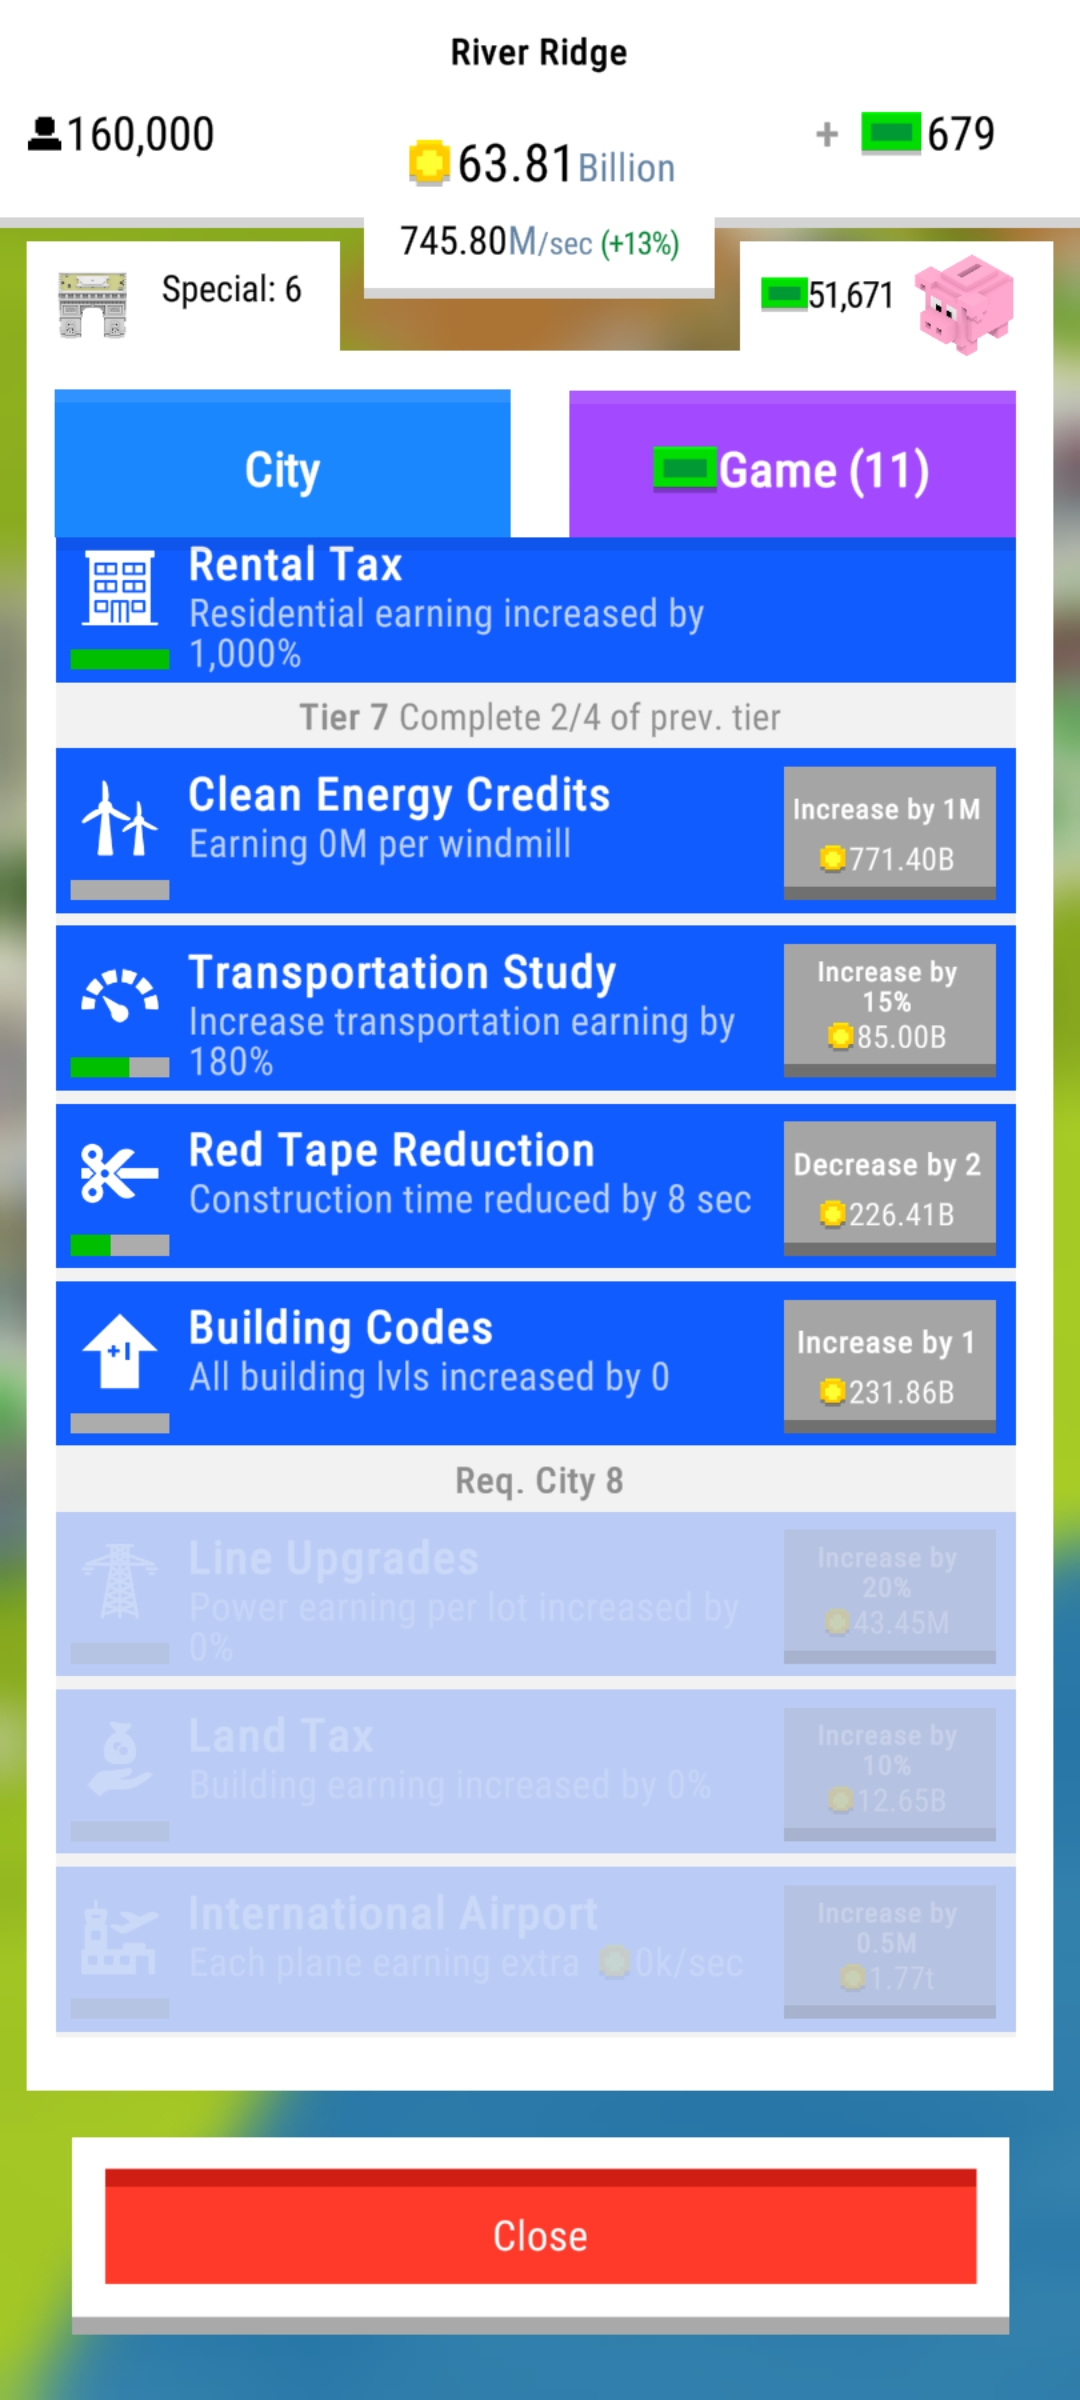 River Ridge
160,000
63.81 Billion
+ 679
745.80M/sec (+13%)
Special: 6
51,671
City
Game (11)
Rental Tax
Residential earning increased by
1,000%
Tier 7 Complete 2/4 of prev. tier
Clean Energy Credits
Earning 0M per windmill
Increase by 1M
771.40B
Transportation Study
Increase transportation earning by
180%
Increase by
15%
85.00B
Red Tape Reduction
Construction time reduced by 8 sec
Decrease by 2
226.41B
+1
Building Codes
All building lvls increased by 0
Increase by 1
231.86B
Req. City 8
Line Upgrades
Power earning per lot increased by
0%
Increase by
20%
43.45M
Land Tax
Building earning increased by 0%
Increase by
10%
12.65B
International Airport
Each plane earning extra 0k/sec
Increase by
0.5M
1.77t
Close